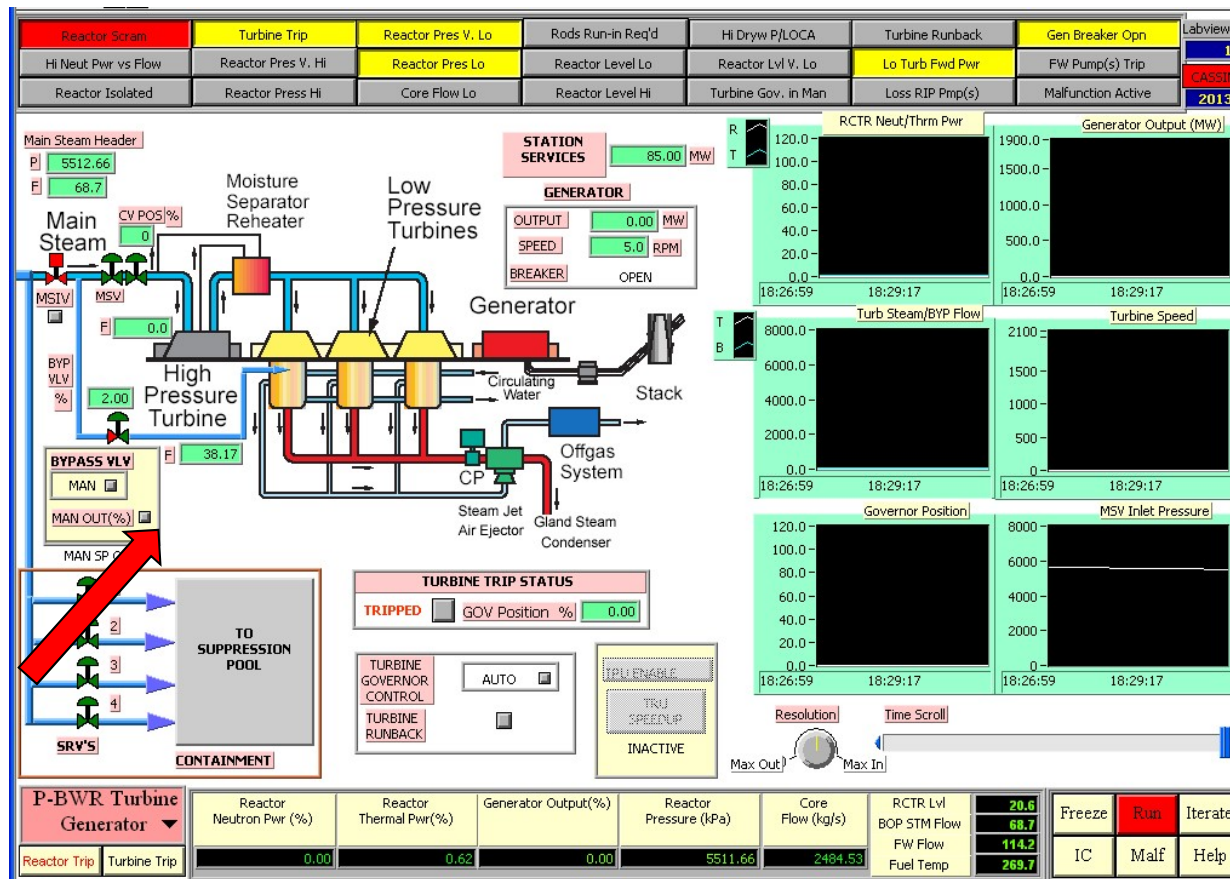 Reactor Scram
Turbine Trip
Reactor Pres V. Lo
Rods Run-in Req'd
Hi Dryw P/LOCA
Turbine Runback
Gen Breaker Opn
Labview
Hi Neut Pwr vs Flow
Reactor Pres V. Hi
Reactor Pres Lo
Reactor Level Lo
Reactor Lvl V. Lo
Lo Turb Fwd Pwr
FW Pump(s) Trip
1
CASSIN
Reactor Isolated
Reactor Press Hi
Core Flow Lo
Reactor Level Hi
Turbine Gov. in Man
Loss RIP Pmp(s)
Malfunction Active
2013
Main Steam Header
P 5512.66
F 68.7
Main
Steam
CV POS %
0
Moisture
Separator
Reheater
Low
Pressure
Turbines
MSIV
MSV
F 0.0
BYP
VLV
%
2.00
High
Pressure
Turbine
F 38.17
BYPASS VLV
MAN
MAN OUT(%)
MAN SP
STATION
SERVICES
85.00 MW
GENERATOR
OUTPUT 0.00 MW
SPEED 5.0 RPM
BREAKER OPEN
Generator
Circulating
Water
Stack
Offgas
System
CP
Steam Jet
Air Ejector
Gland Steam
Condenser
2
3
4
SRV'S
TO
SUPPRESSION
POOL
CONTAINMENT
TURBINE TRIP STATUS
TRIPPED GOV Position % 0.00
TURBINE
GOVERNOR
CONTROL
AUTO
TURBINE
RUNBACK
TRU
SPEEDUP
INACTIVE
RCTR Neut/Thrm Pwr
R
T
120.0
100.0
80.0
60.0
40.0
20.0
0.0
18:26:59 18:29:17
Generator Output (MW)
1900.0
1500.0
1000.0
500.0
0.0
18:26:59 18:29:17
Turb Steam/BYP Flow
T
B
8000.0
6000.0
4000.0
2000.0
0.0
18:26:59 18:29:17
Turbine Speed
2100
1500
1000
500
0
18:26:59 18:29:17
Governor Position
120.0
100.0
80.0
60.0
40.0
20.0
0.0
18:26:59 18:29:17
MSV Inlet Pressure
8000
6000
4000
2000
0
18:26:59 18:29:17
Resolution
Max Out
Max In
Time Scroll
P-BWR Turbine
Generator
Reactor Trip
Turbine Trip
Reactor
Neutron Pwr (%)
0.00
Reactor
Thermal Pwr(%)
0.62
Generator Output(%)
0.00
Reactor
Pressure (kPa)
5511.66
Core
Flow (kg/s)
2484.53
RCTR Lvl 20.6
BOP STM Flow 68.7
FW Flow 114.2
Fuel Temp 269.7
Freeze
Run
Iterate
IC
Malf
Help